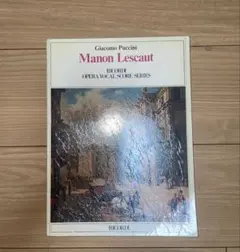 Giacomo Puccini
Manon Lescaut
RICORDI
OPERA VOCAL SCORE SERIES
RICORDI